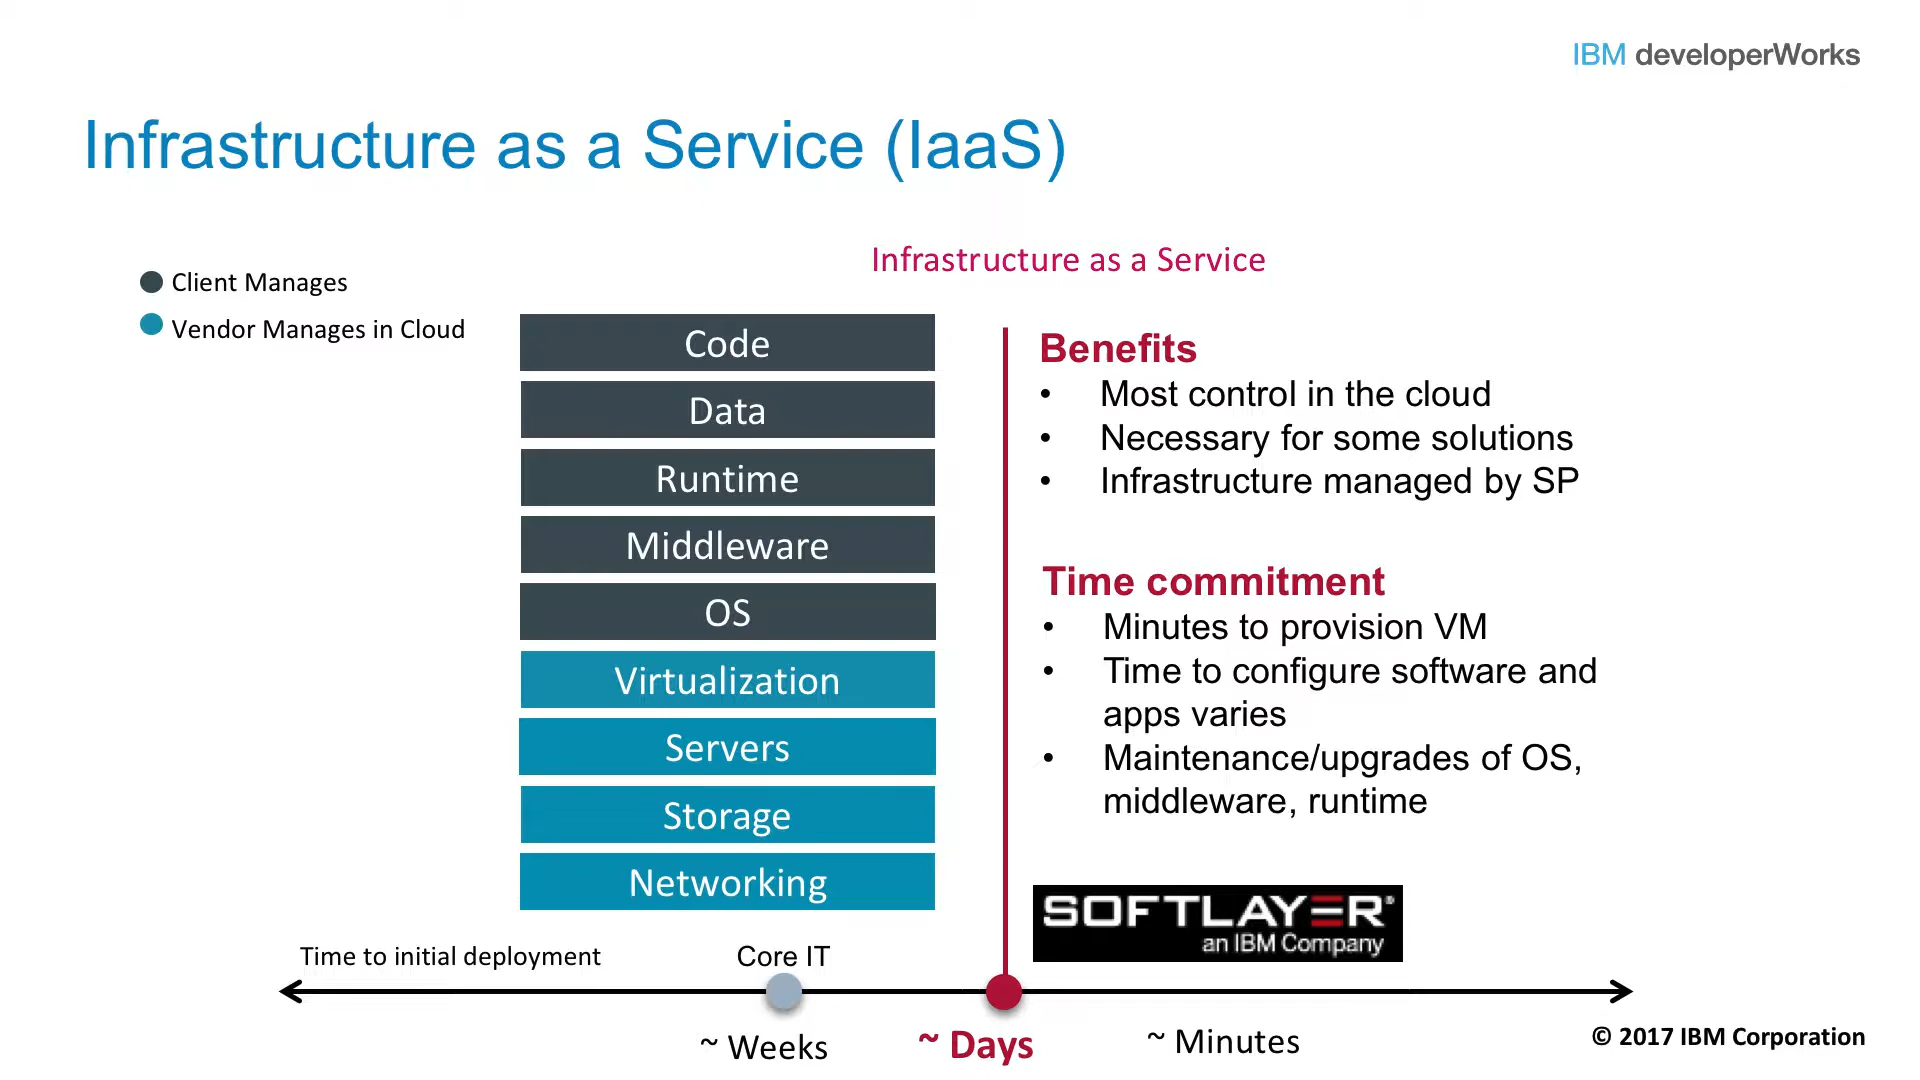 IBM developerWorks
Infrastructure as a Service (IaaS)
Client Manages
Vendor Manages in Cloud
Infrastructure as a Service
Code
Data
Runtime
Middleware
OS
Virtualization
Servers
Storage
Networking
Benefits
• Most control in the cloud
• Necessary for some solutions
• Infrastructure managed by SP
Time commitment
• Minutes to provision VM
• Time to configure software and
apps varies
• Maintenance/upgrades of OS,
middleware, runtime
SOFTLAYER®
an IBM Company
Time to initial deployment
Core IT
~ Weeks
~ Days
~ Minutes
© 2017 IBM Corporation